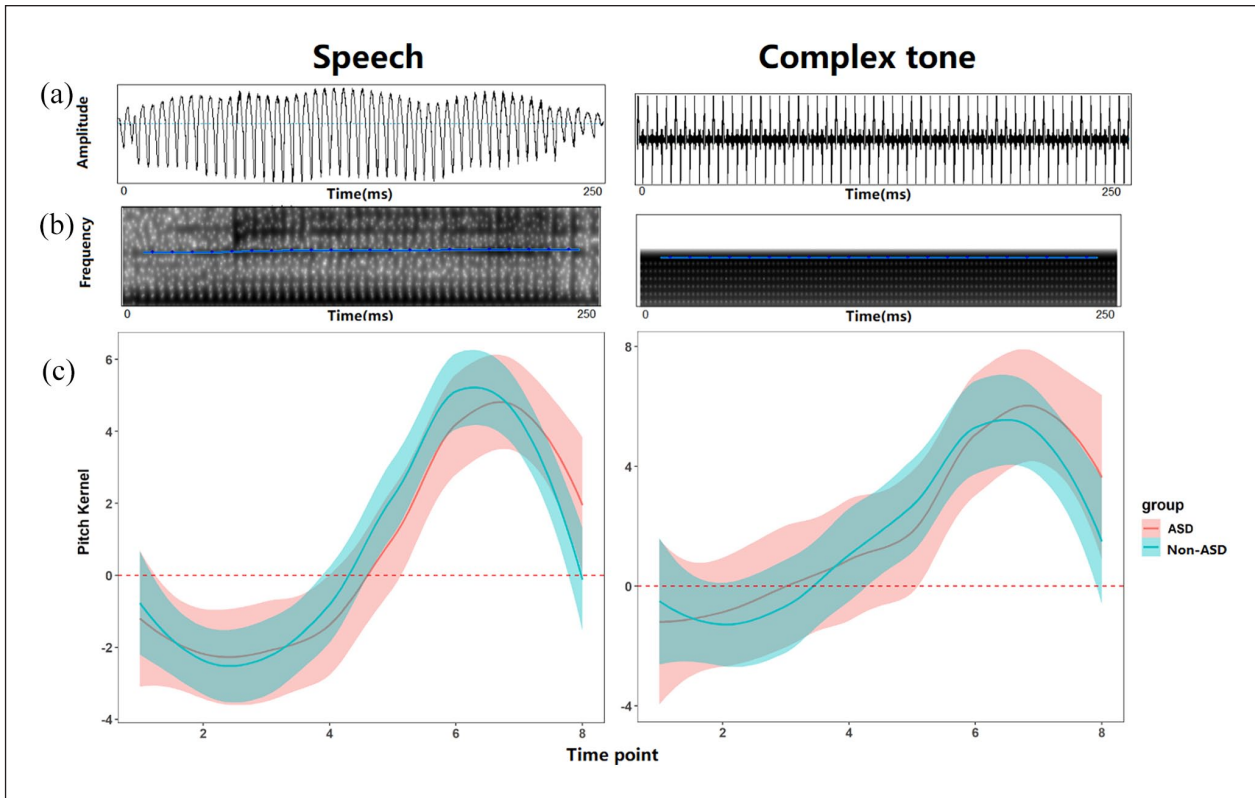 Speech Complex tone
(a)
Amplitude
0 Time(ms) 250 0 Time(ms) 250
(b)
Frequency
0 Time(ms) 250 0 Time(ms) 250
(c)
Pitch Kernel
6
4
2
0
-2
-4
2 4 6 8
8
4
0
-4
2 4 6 8
Time point
group
ASD
Non-ASD